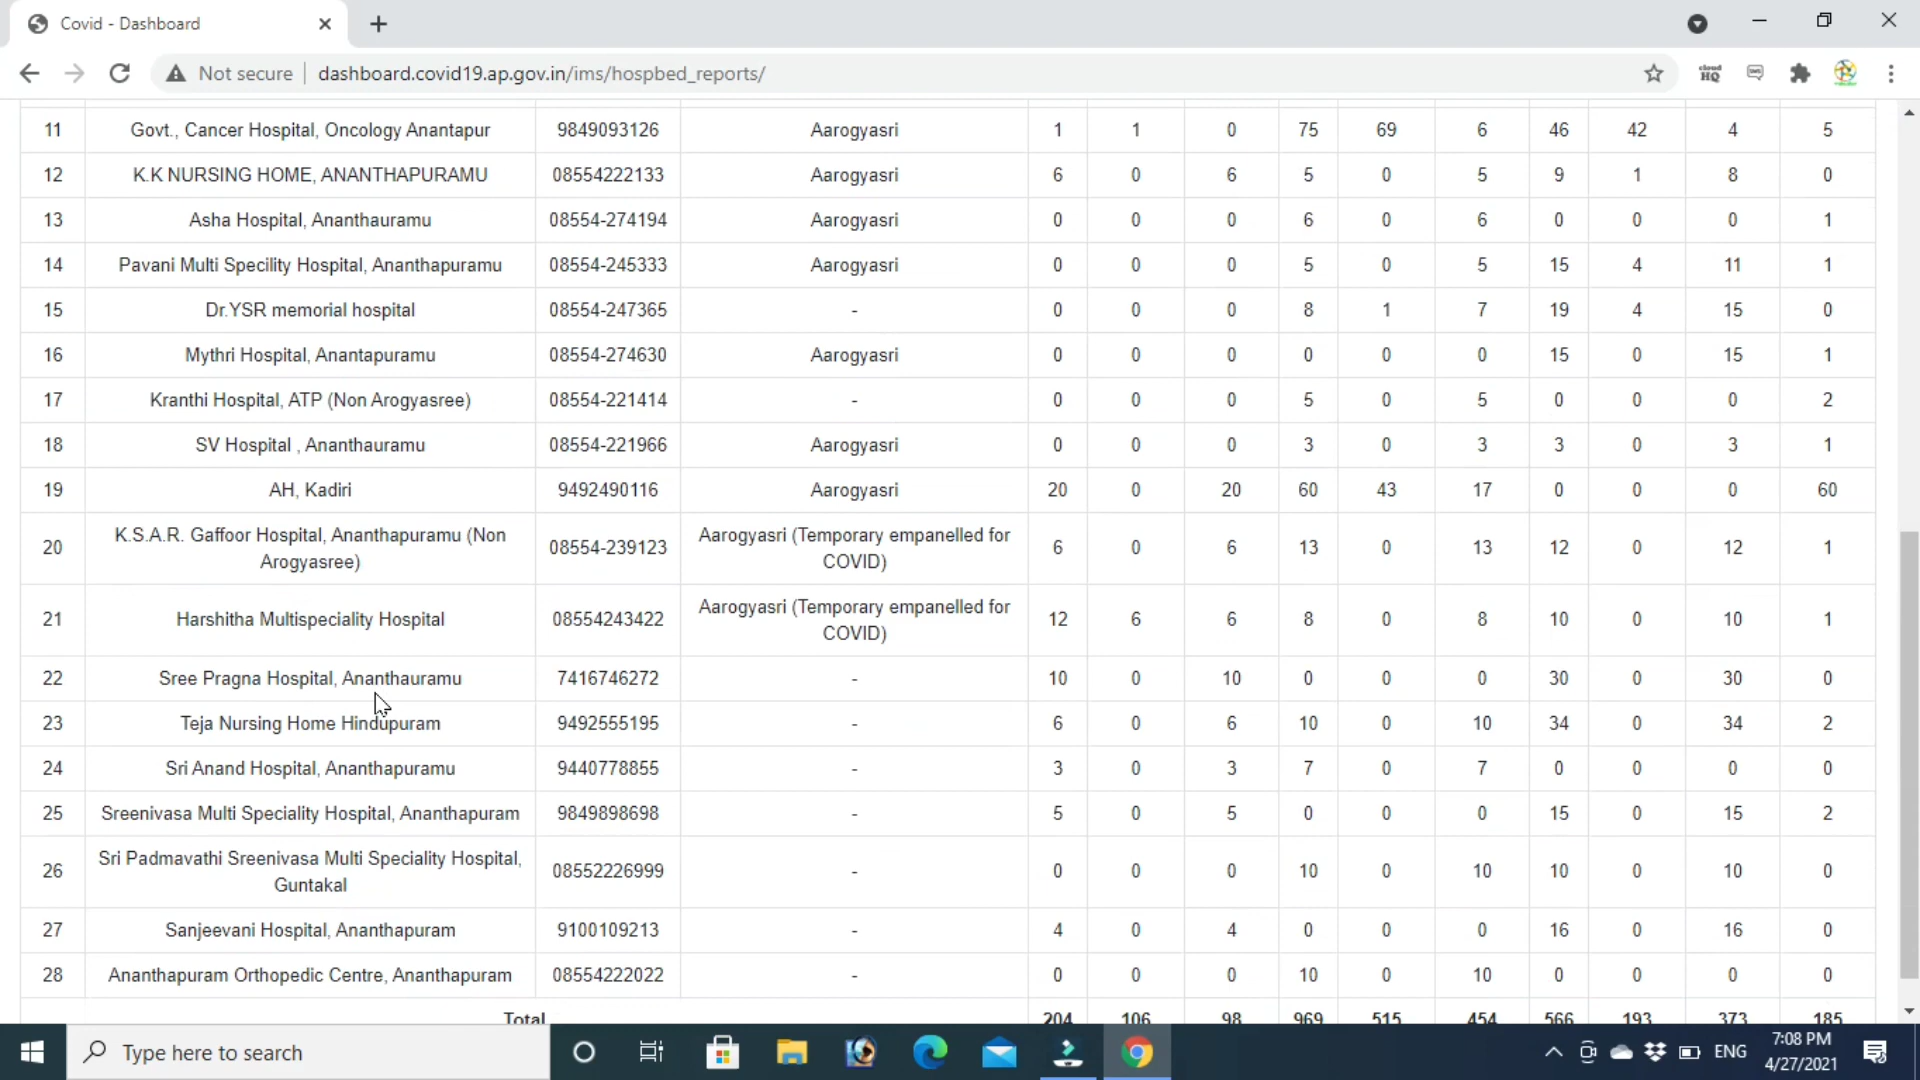 Covid - Dashboard
Not secure dashboard.covid19.ap.gov.in/ims/hospbed_reports/
cloud HQ
11 Govt., Cancer Hospital, Oncology Anantapur 9849093126 Aarogyasri 1 1 0 75 69 6 46 42 4 5
12 K.K NURSING HOME, ANANTHAPURAMU 08554222133 Aarogyasri 6 0 6 5 0 5 9 1 8 0
13 Asha Hospital, Ananthauramu 08554-274194 Aarogyasri 0 0 0 6 0 6 0 0 0 1
14 Pavani Multi Specility Hospital, Ananthapuramu 08554-245333 Aarogyasri 0 0 0 5 0 5 15 4 11 1
15 Dr.YSR memorial hospital 08554-247365 - 0 0 0 8 1 7 19 4 15 0
16 Mythri Hospital, Anantapuramu 08554-274630 Aarogyasri 0 0 0 0 0 0 15 0 15 1
17 Kranthi Hospital, ATP (Non Arogyasree) 08554-221414 - 0 0 0 5 0 5 0 0 0 2
18 SV Hospital , Ananthauramu 08554-221966 Aarogyasri 0 0 0 3 0 3 3 0 3 1
19 AH, Kadiri 9492490116 Aarogyasri 20 0 20 60 43 17 0 0 0 60
20 K.S.A.R. Gaffoor Hospital, Ananthapuramu (Non Arogyasree) 08554-239123 Aarogyasri (Temporary empanelled for COVID) 6 0 6 13 0 13 12 0 12 1
21 Harshitha Multispeciality Hospital 08554243422 Aarogyasri (Temporary empanelled for COVID) 12 6 6 8 0 8 10 0 10 1
22 Sree Pragna Hospital, Ananthauramu 7416746272 - 10 0 10 0 0 0 30 0 30 0
23 Teja Nursing Home Hindupuram 9492555195 - 6 0 6 10 0 10 34 0 34 2
24 Sri Anand Hospital, Ananthapuramu 9440778855 - 3 0 3 7 0 7 0 0 0 0
25 Sreenivasa Multi Speciality Hospital, Ananthapuram 9849898698 - 5 0 5 0 0 0 15 0 15 2
26 Sri Padmavathi Sreenivasa Multi Speciality Hospital, Guntakal 08552226999 - 0 0 0 10 0 10 10 0 10 0
27 Sanjeevani Hospital, Ananthapuram 9100109213 - 4 0 4 0 0 0 16 0 16 0
28 Ananthapuram Orthopedic Centre, Ananthapuram 08554222022 - 0 0 0 10 0 10 0 0 0 0
Total 204 106 98 969 515 454 566 193 373 185
Type here to search
ENG
7:08 PM
4/27/2021